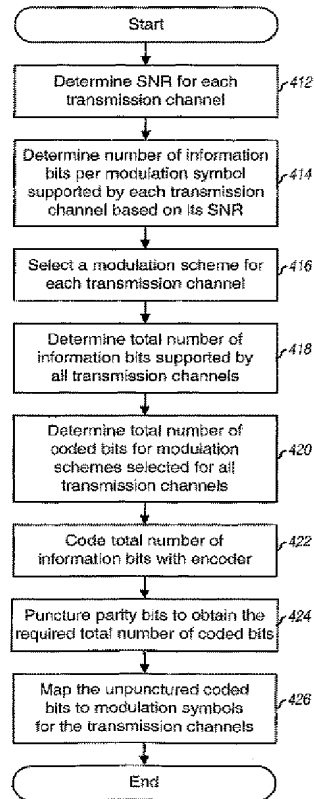 Start
Determine SNR for each
transmission channel
412
Determine number of information
bits per modulation symbol
supported by each transmission
channel based on its SNR
414
Select a modulation scheme for
each transmission channel
416
Determine total number of
information bits supported by
all transmission channels
418
Determine total number of
coded bits for modulation
schemes selected for all
transmission channels
420
Code total number of
information bits with encoder
422
Puncture parity bits to obtain the
required total number of coded bits
424
Map the unpunctured coded
bits to modulation symbols
for the transmission channels
426
End